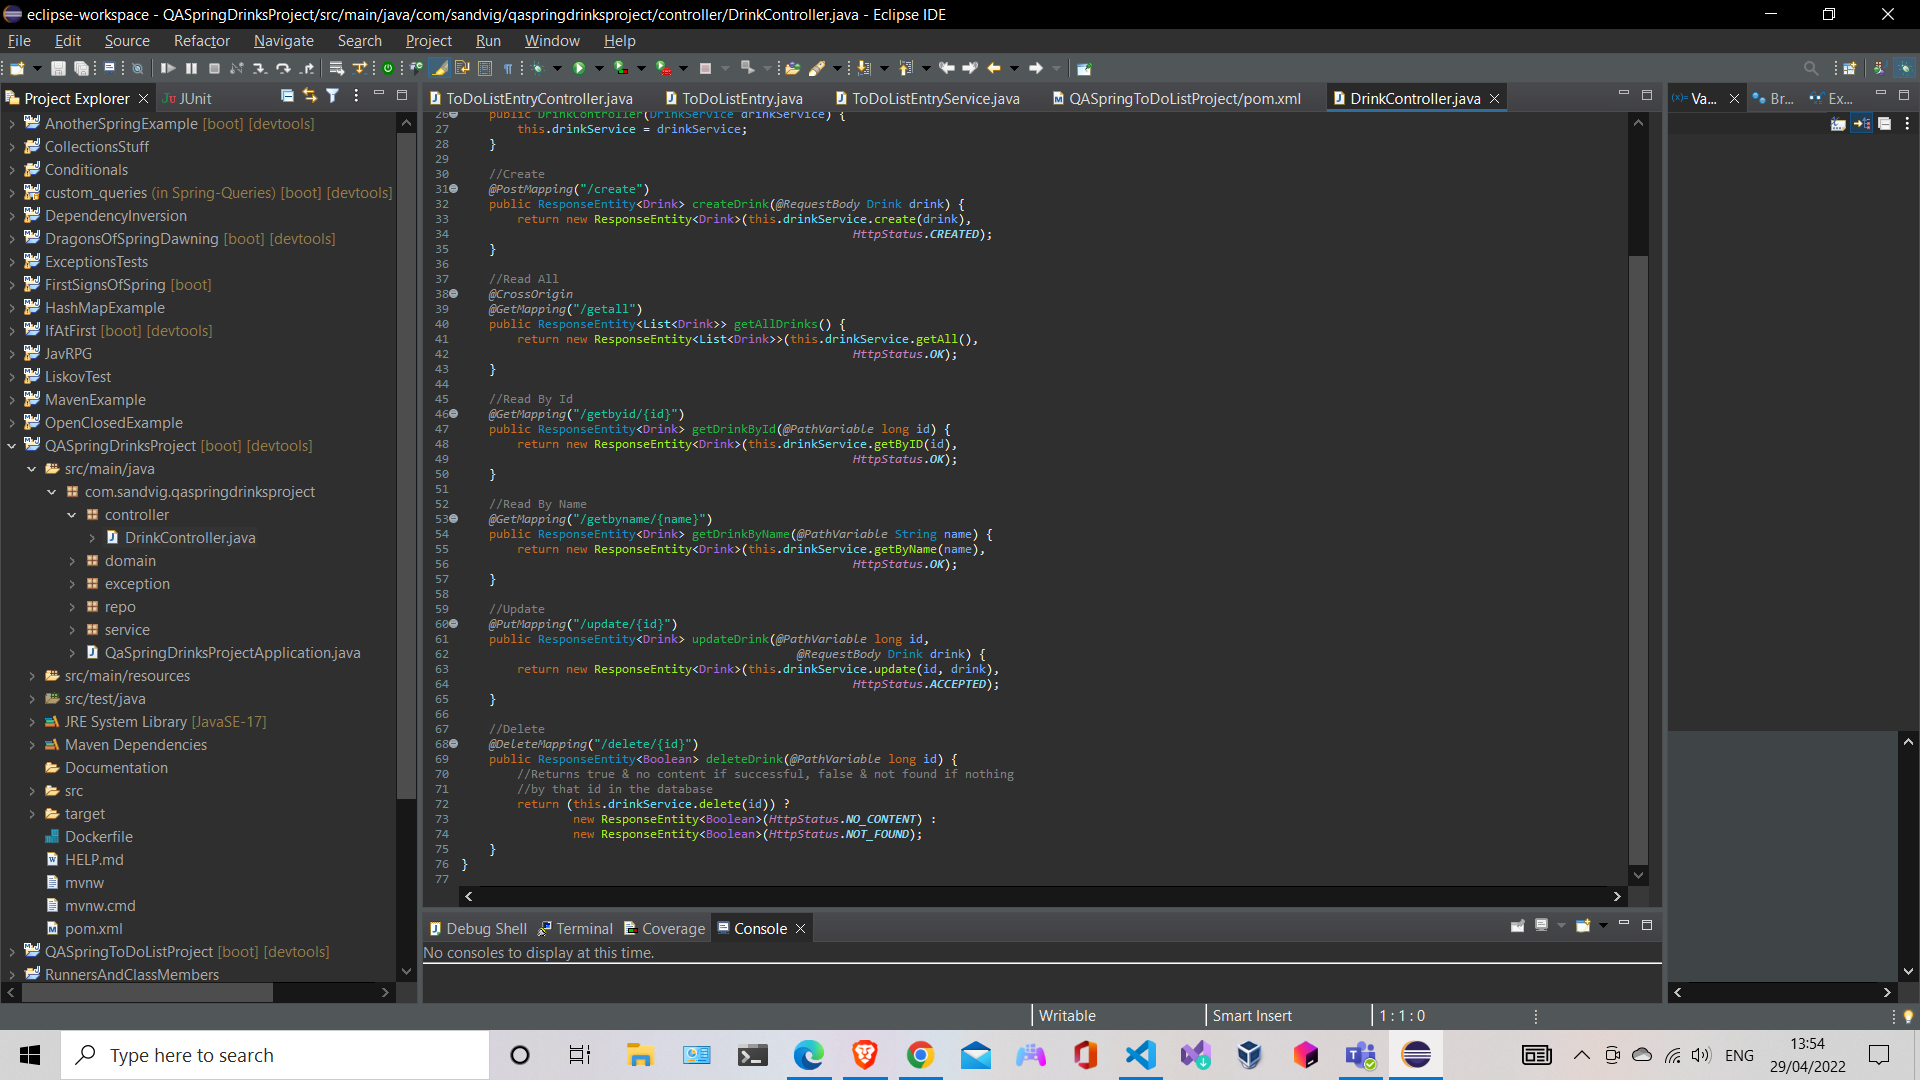 eclipse-workspace - QASpringDrinksProject/src/main/java/com/sandvig/qaspringdrinksproject/controller/DrinkController.java - Eclipse IDE
File Edit Source Refactor Navigate Search Project Run Window Help
Project Explorer JUnit
AnotherSpringExample [boot] [devtools]
CollectionsStuff
Conditionals
custom_queries (in Spring-Queries) [boot] [devtools]
DependencyInversion
DragonsOfSpringDawning [boot] [devtools]
ExceptionsTests
FirstSignsOfSpring [boot]
HashMapExample
IfAtFirst [boot] [devtools]
JavRPG
LiskovTest
MavenExample
OpenClosedExample
QASpringDrinksProject [boot] [devtools]
src/main/java
com.sandvig.qaspringdrinksproject
controller
DrinkController.java
domain
exception
repo
service
QaSpringDrinksProjectApplication.java
src/main/resources
src/test/java
JRE System Library [JavaSE-17]
Maven Dependencies
Documentation
src
target
Dockerfile
HELP.md
mvnw
mvnw.cmd
pom.xml
QASpringToDoListProject [boot] [devtools]
RunnersAndClassMembers
ToDoListEntryController.java ToDoListEntry.java ToDoListEntryService.java QASpringToDoListProject/pom.xml DrinkController.java
26 public DrinkController(DrinkService drinkService) {
27 this.drinkService = drinkService;
28 }
29
30 //Create
31 @PostMapping("/create")
32 public ResponseEntity<Drink> createDrink(@RequestBody Drink drink) {
33 return new ResponseEntity<Drink>(this.drinkService.create(drink),
34 HttpStatus.CREATED);
35 }
36
37 //Read All
38 @CrossOrigin
39 @GetMapping("/getall")
40 public ResponseEntity<List<Drink>> getAllDrinks() {
41 return new ResponseEntity<List<Drink>>(this.drinkService.getAll(),
42 HttpStatus.OK);
43 }
44
45 //Read By Id
46 @GetMapping("/getbyid/{id}")
47 public ResponseEntity<Drink> getDrinkById(@PathVariable long id) {
48 return new ResponseEntity<Drink>(this.drinkService.getByID(id),
49 HttpStatus.OK);
50 }
51
52 //Read By Name
53 @GetMapping("/getbyname/{name}")
54 public ResponseEntity<Drink> getDrinkByName(@PathVariable String name) {
55 return new ResponseEntity<Drink>(this.drinkService.getByName(name),
56 HttpStatus.OK);
57 }
58
59 //Update
60 @PutMapping("/update/{id}")
61 public ResponseEntity<Drink> updateDrink(@PathVariable long id,
62 @RequestBody Drink drink) {
63 return new ResponseEntity<Drink>(this.drinkService.update(id, drink),
64 HttpStatus.ACCEPTED);
65 }
66
67 //Delete
68 @DeleteMapping("/delete/{id}")
69 public ResponseEntity<Boolean> deleteDrink(@PathVariable long id) {
70 //Returns true & no content if successful, false & not found if nothing
71 //by that id in the database
72 return (this.drinkService.delete(id)) ?
73 new ResponseEntity<Boolean>(HttpStatus.NO_CONTENT) :
74 new ResponseEntity<Boolean>(HttpStatus.NOT_FOUND);
75 }
76 }
77
(x)= Va... Br... Ex...
Debug Shell Terminal Coverage Console
No consoles to display at this time.
Writable Smart Insert 1 : 1 : 0
Type here to search
ENG
13:54
29/04/2022